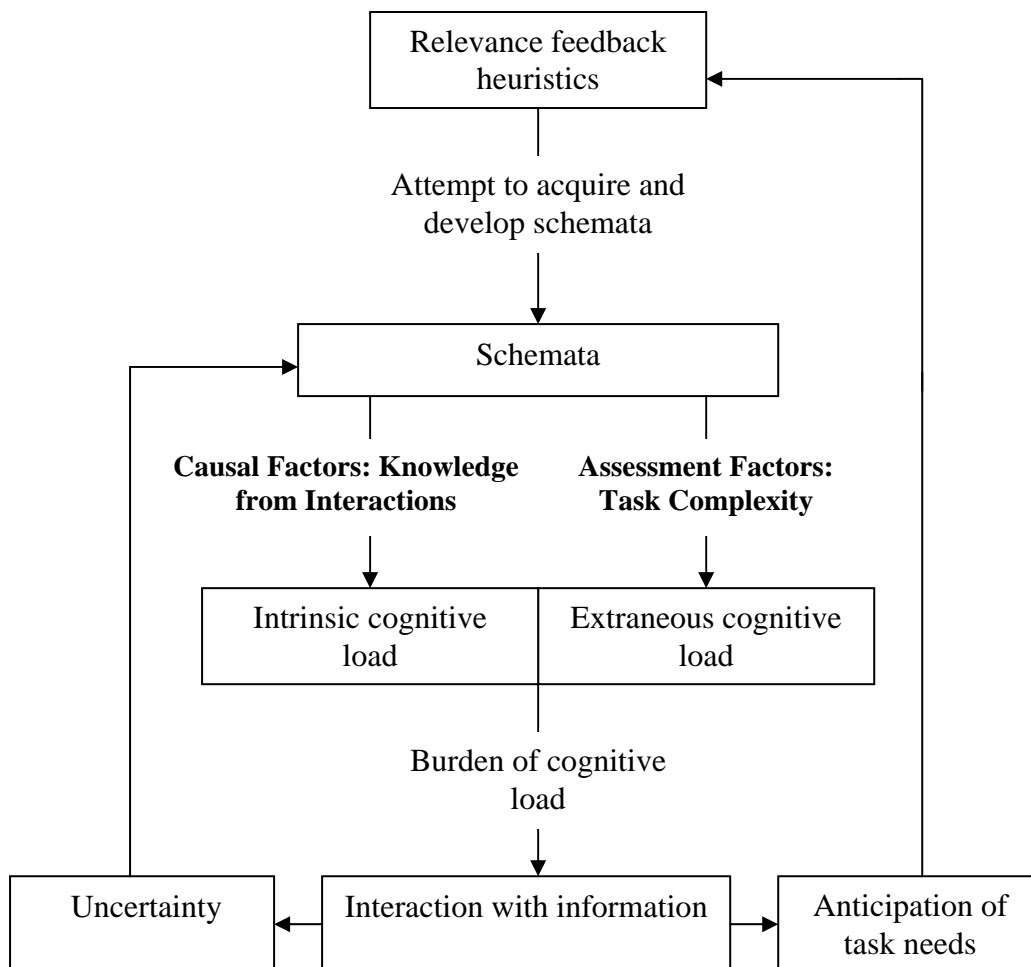 Relevance feedback
heuristics
Attempt to acquire and
develop schemata
Schemata
Causal Factors: Knowledge
from Interactions
Assessment Factors:
Task Complexity
Intrinsic cognitive
load
Extraneous cognitive
load
Burden of cognitive
load
Uncertainty
Interaction with information
Anticipation of
task needs